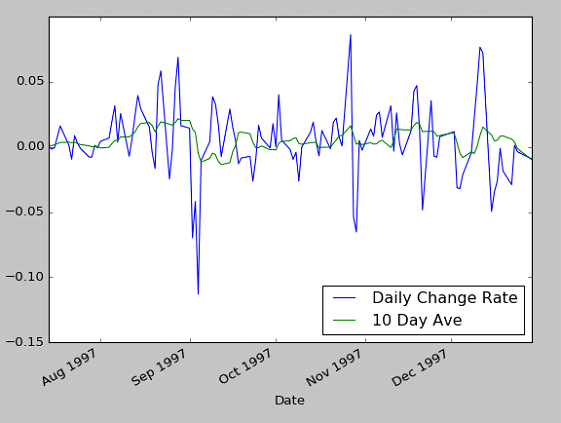 0.05
0.00
−0.05
−0.10
−0.15
Daily Change Rate
10 Day Ave
Aug 1997
Sep 1997
Oct 1997
Nov 1997
Dec 1997
Date